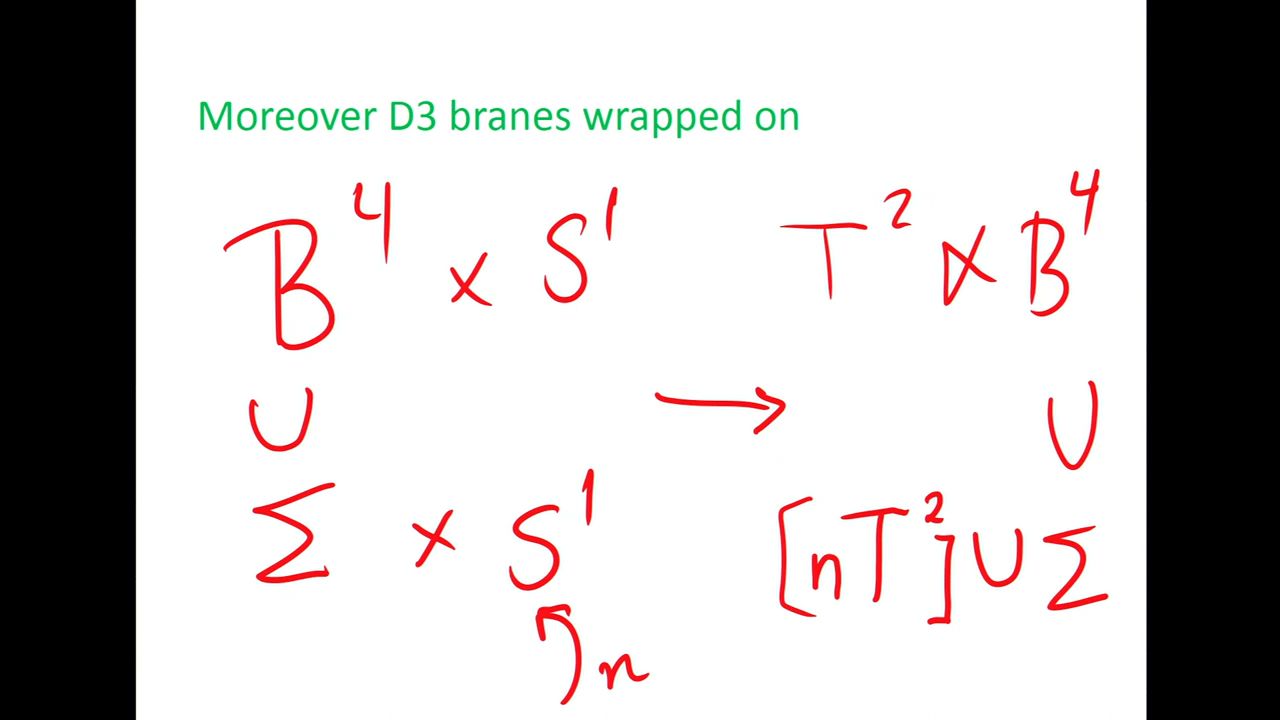 Moreover D3 branes wrapped on
B⁴ × S¹ T² × B⁴
∪ → ∪
Σ × S¹ [nT²] ∪ Σ
n